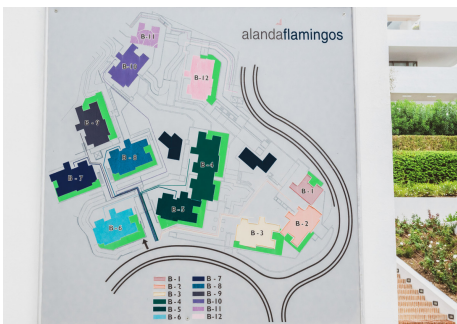 alandaflamingos
B-11
B-10
B-12
B-9
B-8
B-4
B-7
B-1
B-5
B-2
B-6
B-3
B-1 B-7
B-2 B-8
B-3 B-9
B-4 B-10
B-5 B-11
B-6 B-12